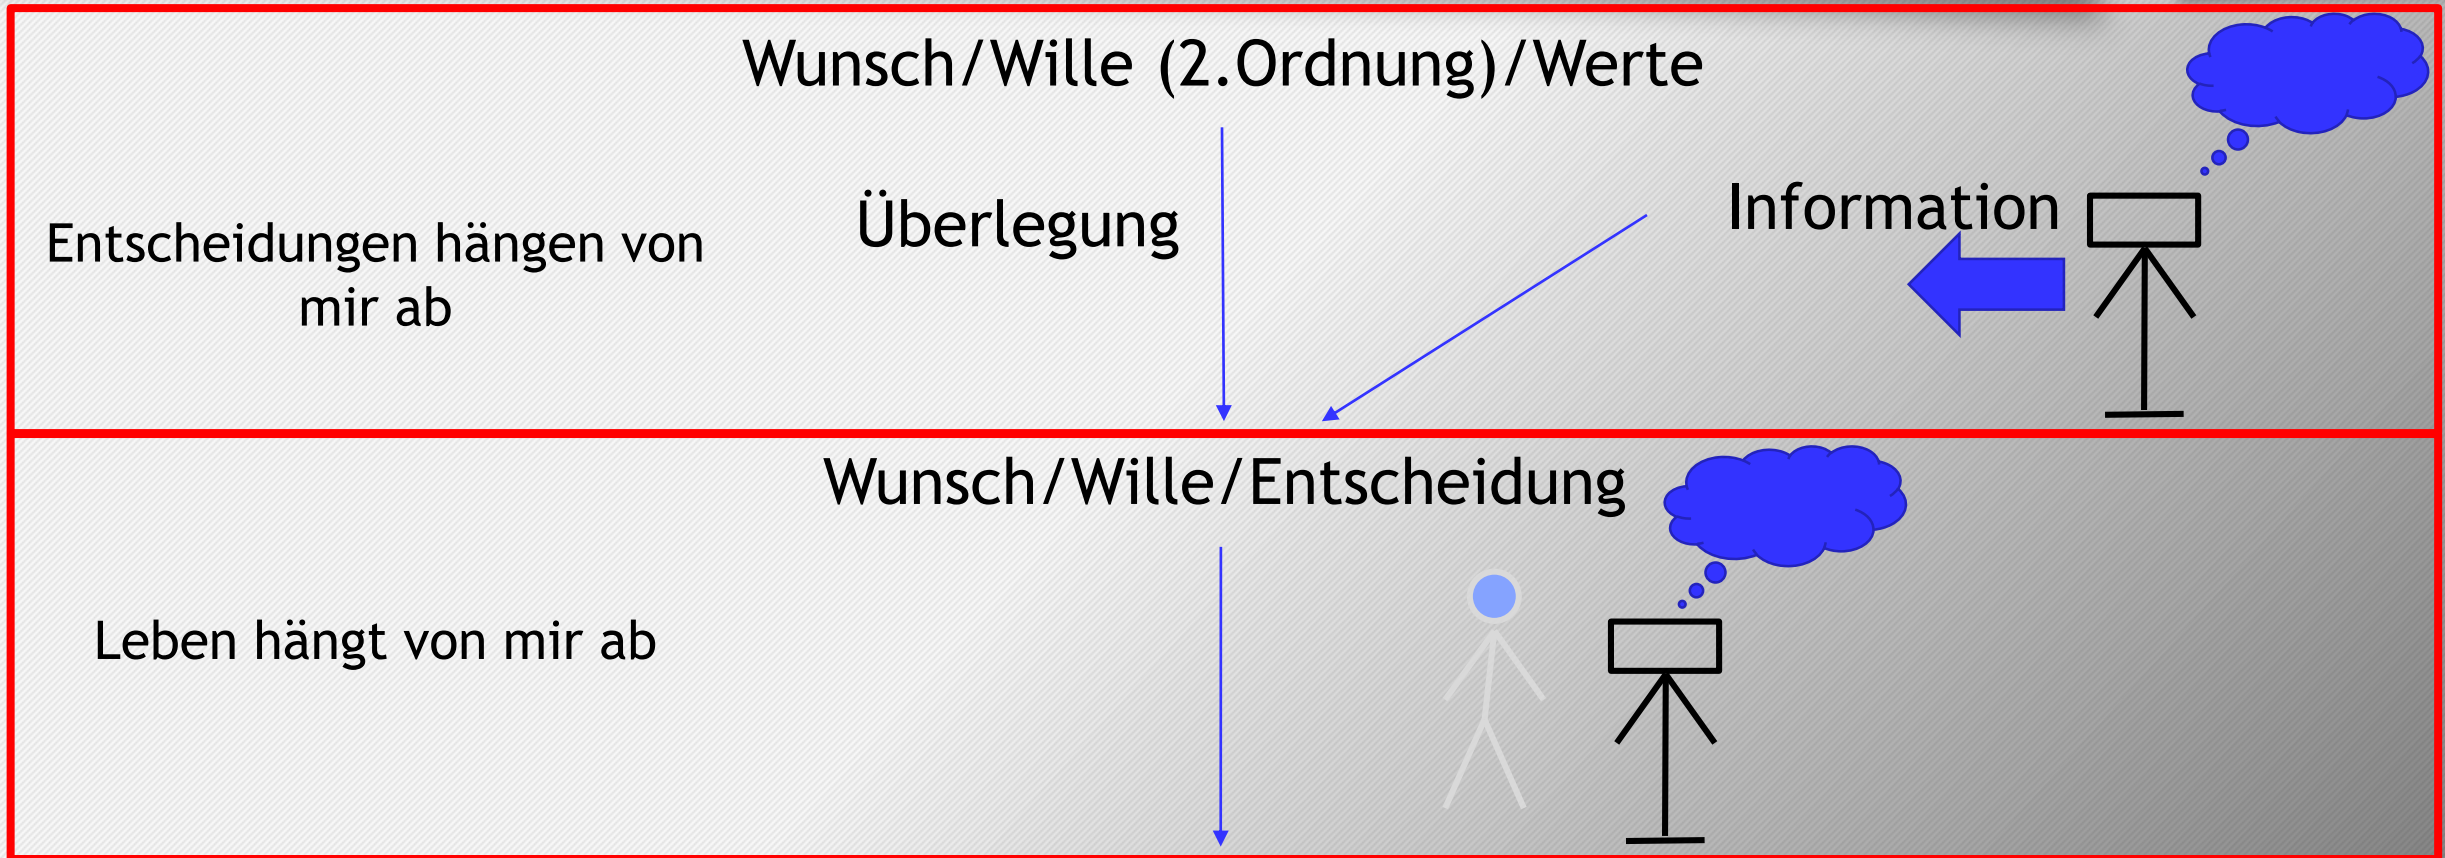 Wunsch/Wille (2.Ordnung)/Werte
Überlegung
Information
Entscheidungen hängen von
mir ab
Wunsch/Wille/Entscheidung
Leben hängt von mir ab